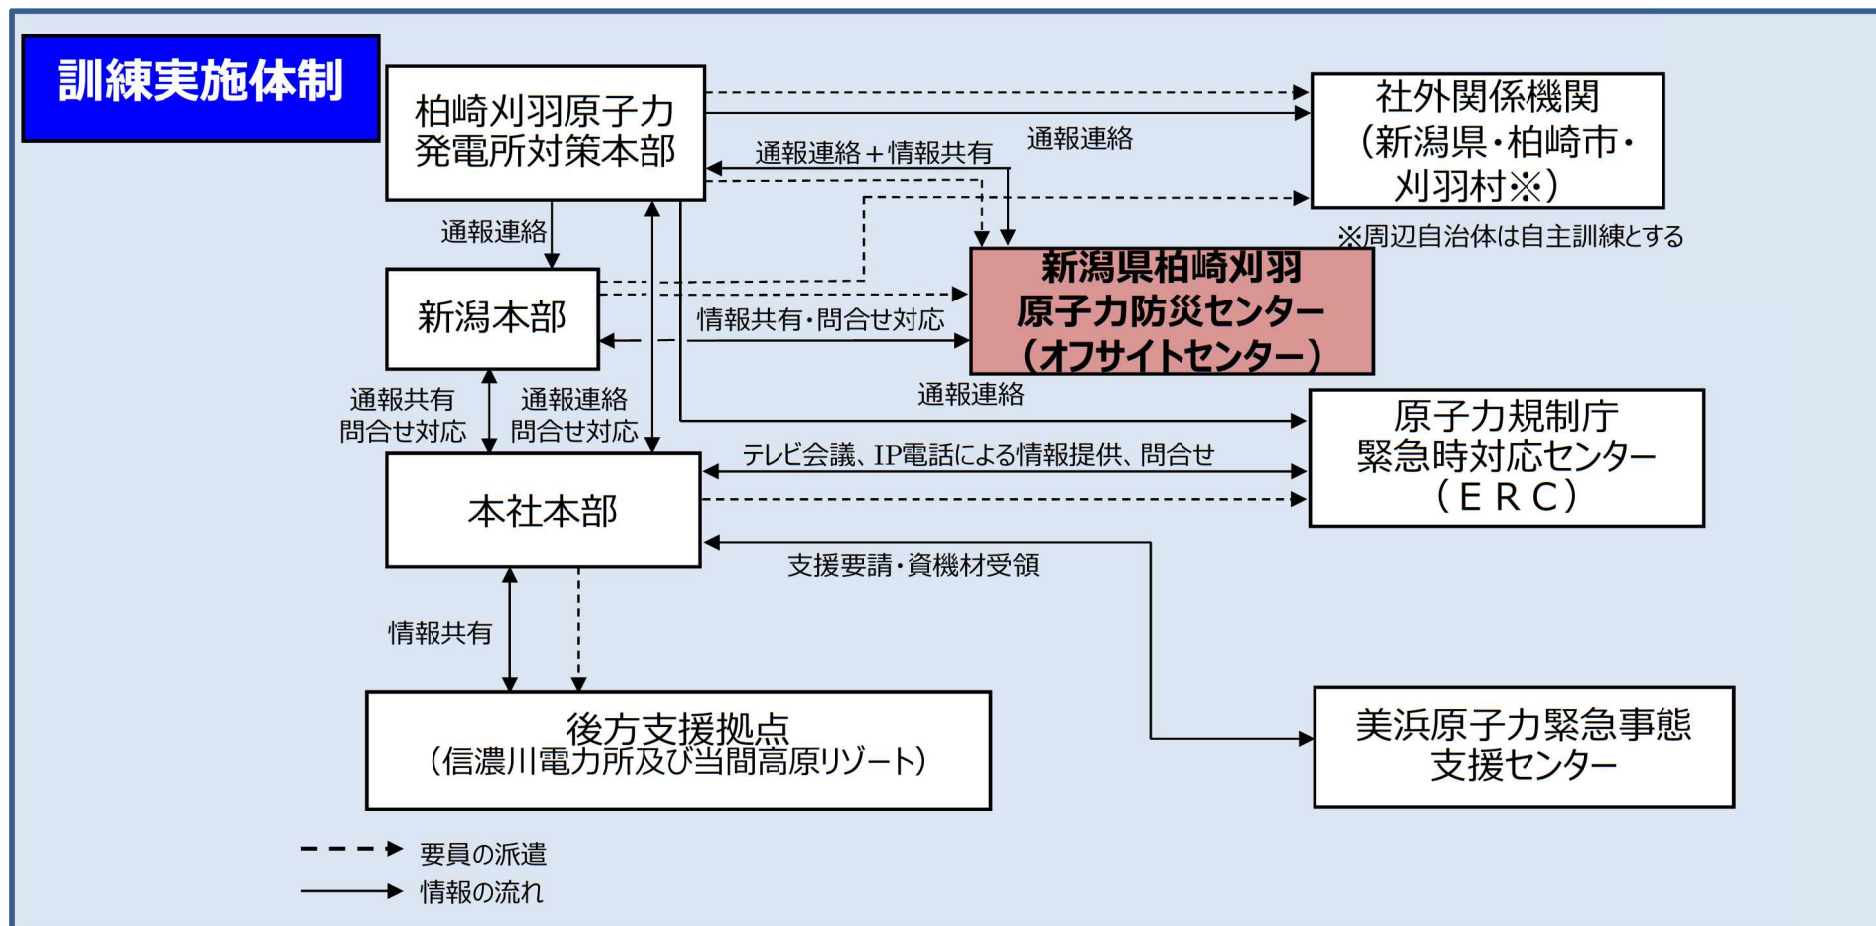 訓練実施体制
柏崎刈羽原子力
発電所対策本部
社外関係機関
（新潟県・柏崎市・
刈羽村※）
通報連絡
通報連絡＋情報共有
※周辺自治体は自主訓練とする
通報連絡
新潟県柏崎刈羽
原子力防災センター
（オフサイトセンター）
新潟本部
情報共有・問合せ対応
通報共有
問合せ対応
通報連絡
問合せ対応
通報連絡
原子力規制庁
緊急時対応センター
（ＥＲＣ）
テレビ会議、IP電話による情報提供、問合せ
本社本部
支援要請・資機材受領
情報共有
後方支援拠点
（信濃川電力所及び当間高原リゾート）
美浜原子力緊急事態
支援センター
要員の派遣
情報の流れ